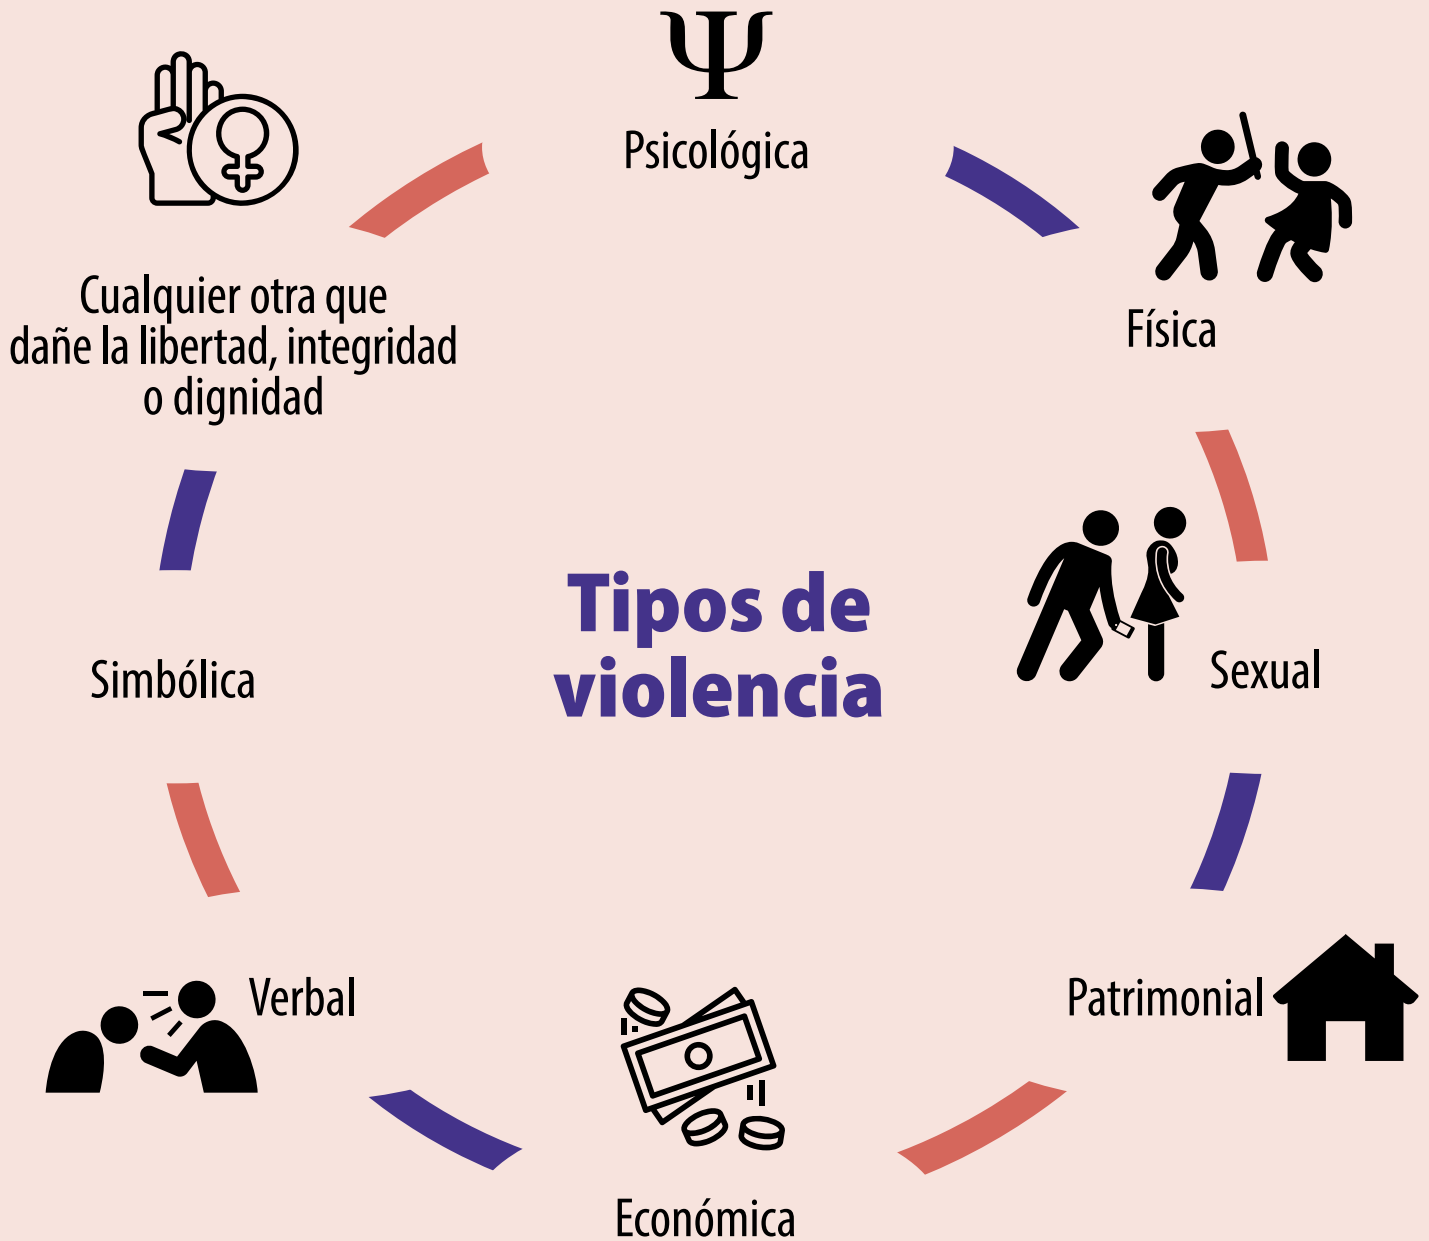 Ψ
Psicológica
Física
Sexual
Patrimonial
Económica
Verbal
Simbólica
Cualquier otra que
dañe la libertad, integridad
o dignidad
Tipos de
violencia